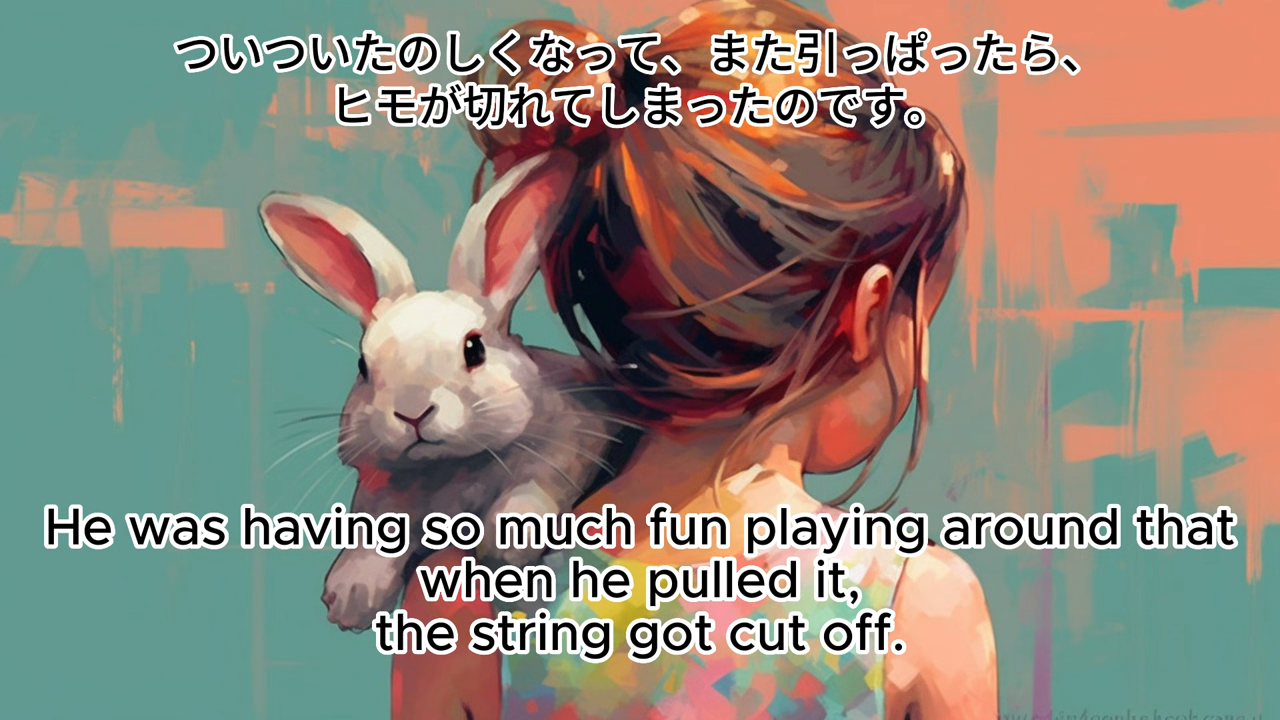 ついついたのしくなって、また引っぱったら、
ヒモが切れてしまったのです。
He was having so much fun playing around that
when he pulled it,
the string got cut off.